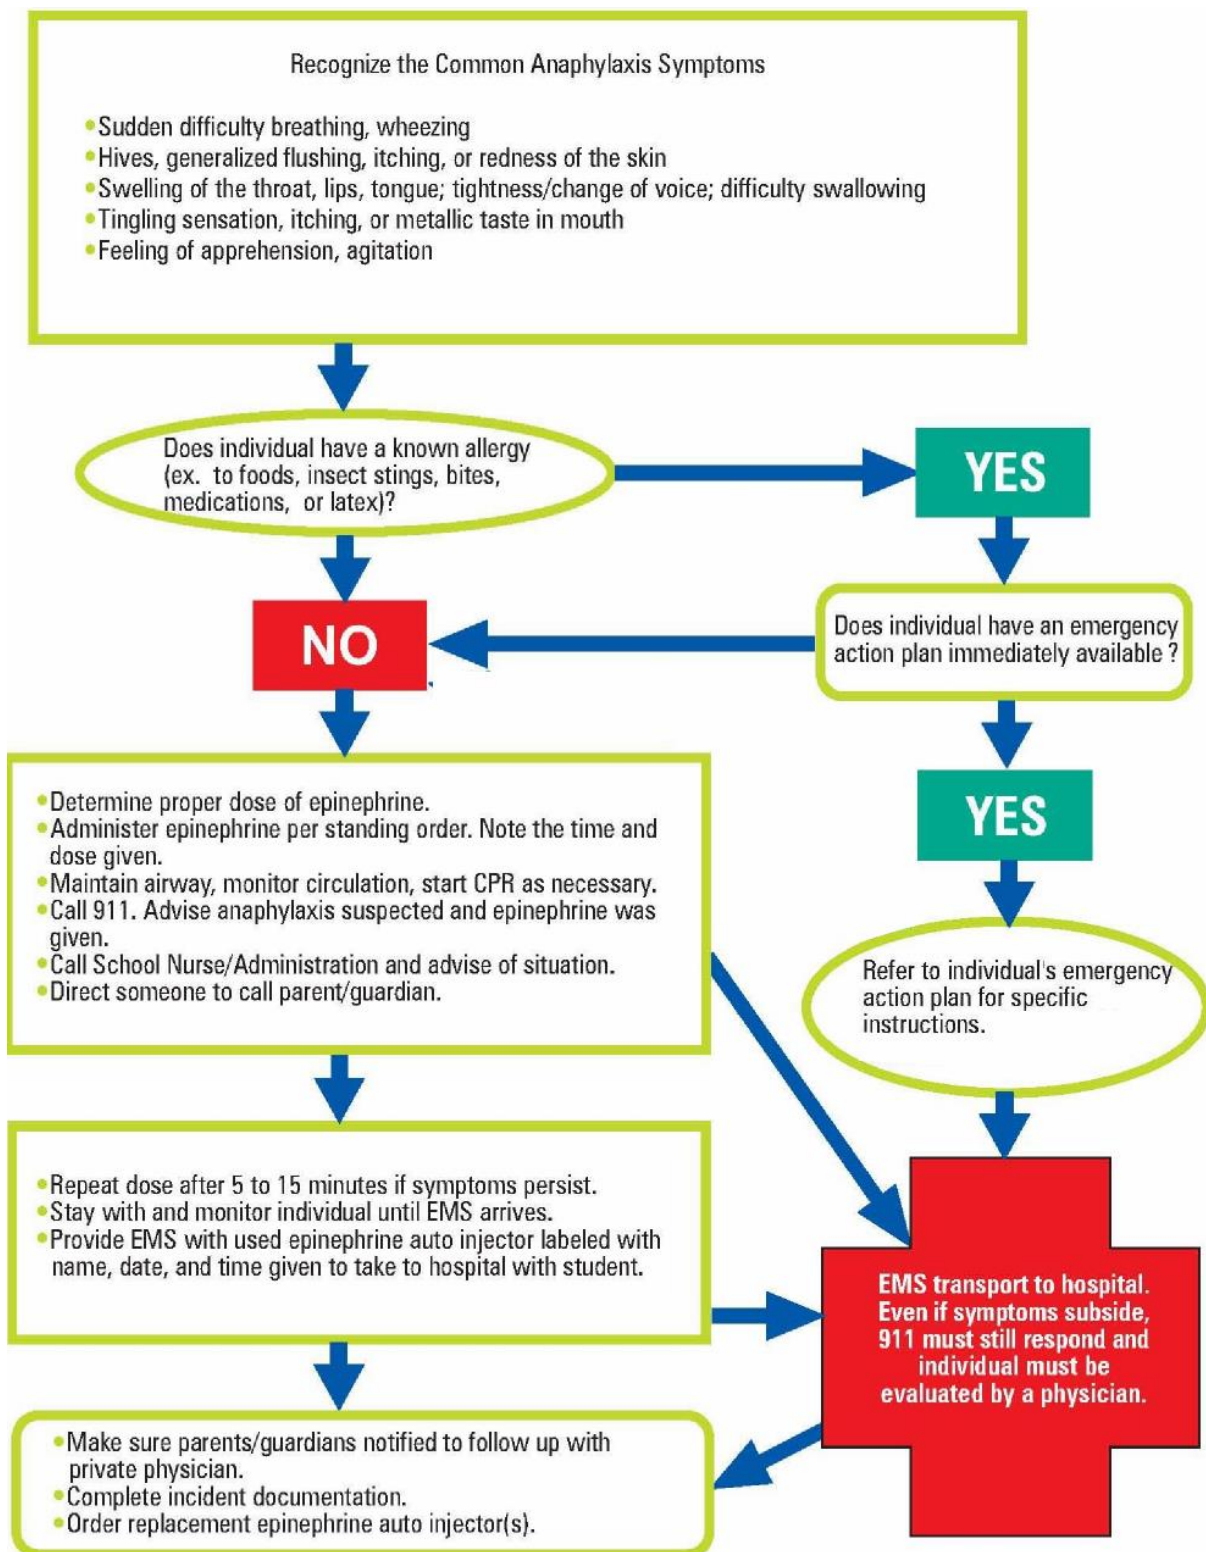 Recognize the Common Anaphylaxis Symptoms
•Sudden difficulty breathing, wheezing
•Hives, generalized flushing, itching, or redness of the skin
•Swelling of the throat, lips, tongue; tightness/change of voice; difficulty swallowing
•Tingling sensation, itching, or metallic taste in mouth
•Feeling of apprehension, agitation
Does individual have a known allergy
(ex. to foods, insect stings, bites,
medications, or latex)?
YES
NO
Does individual have an emergency
action plan immediately available ?
YES
•Determine proper dose of epinephrine.
•Administer epinephrine per standing order. Note the time and
dose given.
•Maintain airway, monitor circulation, start CPR as necessary.
•Call 911. Advise anaphylaxis suspected and epinephrine was
given.
•Call School Nurse/Administration and advise of situation.
•Direct someone to call parent/guardian.
Refer to individual's emergency
action plan for specific
instructions.
•Repeat dose after 5 to 15 minutes if symptoms persist.
•Stay with and monitor individual until EMS arrives.
•Provide EMS with used epinephrine auto injector labeled with
name, date, and time given to take to hospital with student.
EMS transport to hospital.
Even if symptoms subside,
911 must still respond and
individual must be
evaluated by a physician.
•Make sure parents/guardians notified to follow up with
private physician.
•Complete incident documentation.
•Order replacement epinephrine auto injector(s).